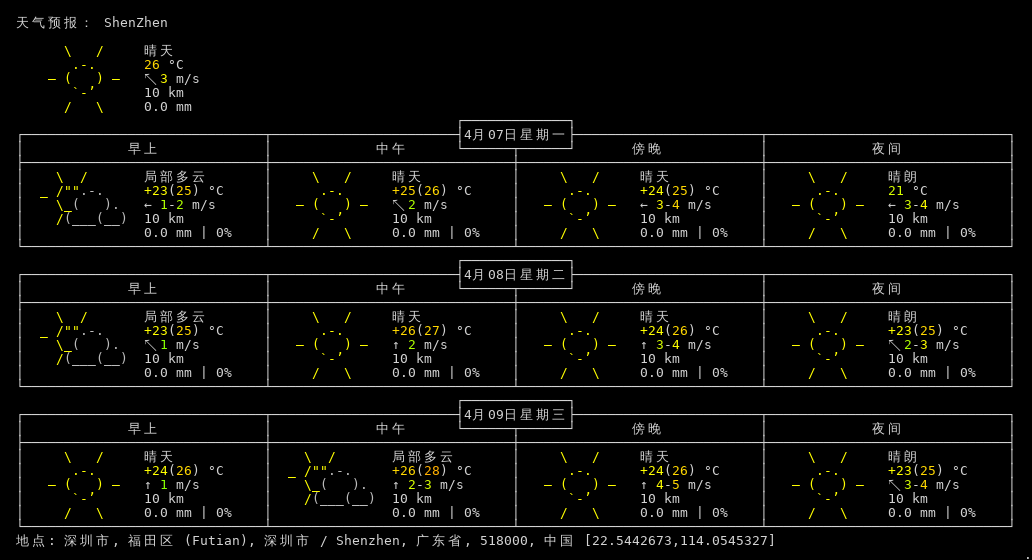 天气预报： ShenZhen
晴天
26 °C
↖ 3 m/s
10 km
0.0 mm
4月07日星期一
早上 中午 傍晚 夜间
局部多云 晴天 晴天 晴朗
+23(25) °C +25(26) °C +24(25) °C 21 °C
← 1-2 m/s ↖ 2 m/s ← 3-4 m/s ← 3-4 m/s
10 km 10 km 10 km 10 km
0.0 mm | 0% 0.0 mm | 0% 0.0 mm | 0% 0.0 mm | 0%
4月08日星期二
早上 中午 傍晚 夜间
局部多云 晴天 晴天 晴朗
+23(25) °C +26(27) °C +24(26) °C +23(25) °C
↖ 1 m/s ↑ 2 m/s ↑ 3-4 m/s ↖ 2-3 m/s
10 km 10 km 10 km 10 km
0.0 mm | 0% 0.0 mm | 0% 0.0 mm | 0% 0.0 mm | 0%
4月09日星期三
早上 中午 傍晚 夜间
晴天 局部多云 晴天 晴朗
+24(26) °C +26(28) °C +24(26) °C +23(25) °C
↑ 1 m/s ↑ 2-3 m/s ↑ 4-5 m/s ↖ 3-4 m/s
10 km 10 km 10 km 10 km
0.0 mm | 0% 0.0 mm | 0% 0.0 mm | 0% 0.0 mm | 0%
地点: 深圳市, 福田区 (Futian), 深圳市 / Shenzhen, 广东省, 518000, 中国 [22.5442673,114.0545327]